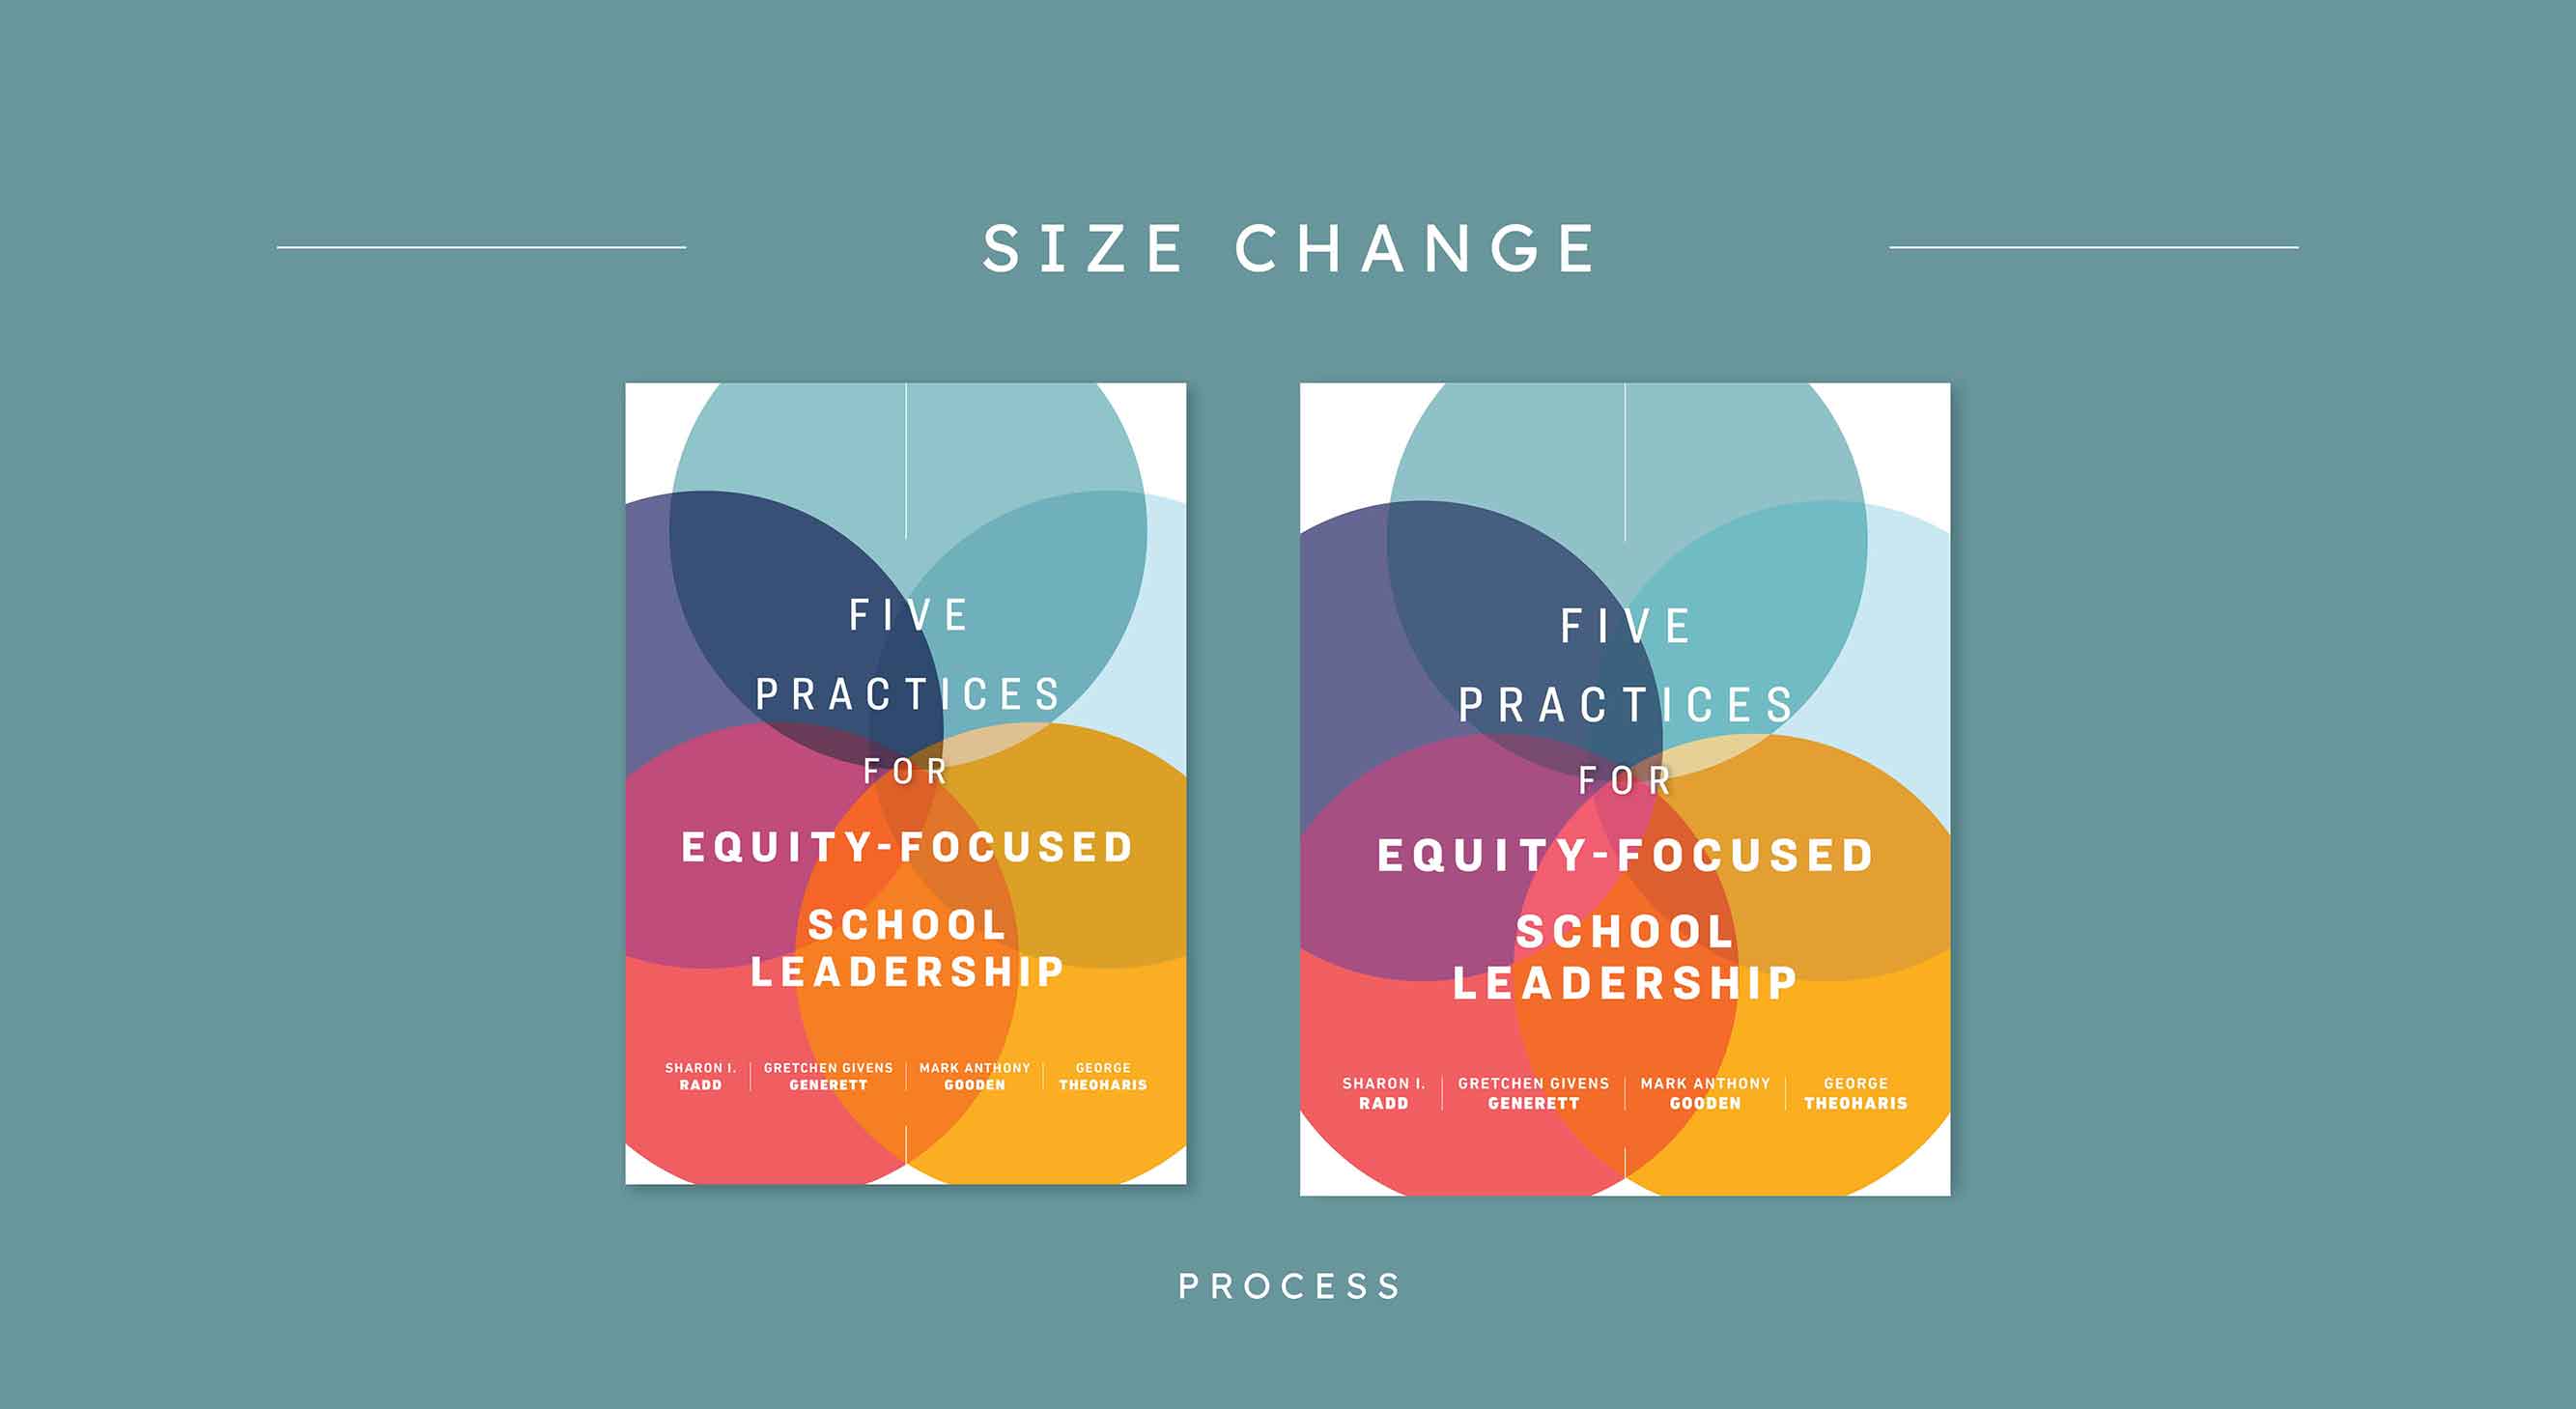 SIZE CHANGE
FIVE
PRACTICES
FOR
EQUITY-FOCUSED
SCHOOL
LEADERSHIP
SHARON I.
RADD
GRETCHEN GIVENS
GENERETT
MARK ANTHONY
GOODEN
GEORGE
THEOHARIS
FIVE
PRACTICES
FOR
EQUITY-FOCUSED
SCHOOL
LEADERSHIP
SHARON I.
RADD
GRETCHEN GIVENS
GENERETT
MARK ANTHONY
GOODEN
GEORGE
THEOHARIS
PROCESS